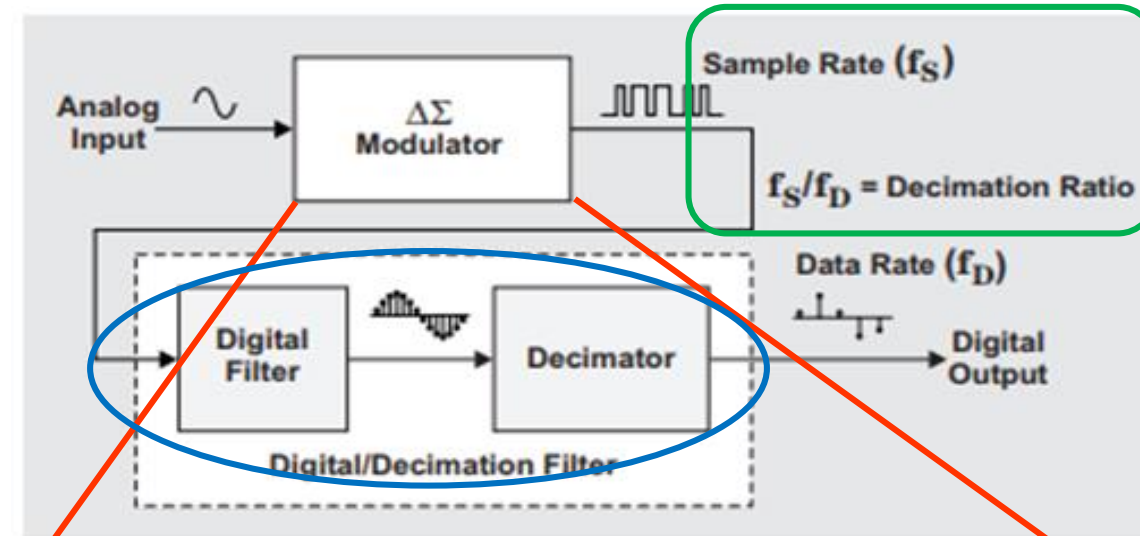 Sample Rate (fS)
Analog
Input
ΔΣ
Modulator
fS/fD = Decimation Ratio
Data Rate (fD)
Digital
Filter
Decimator
Digital
Output
Digital/Decimation Filter